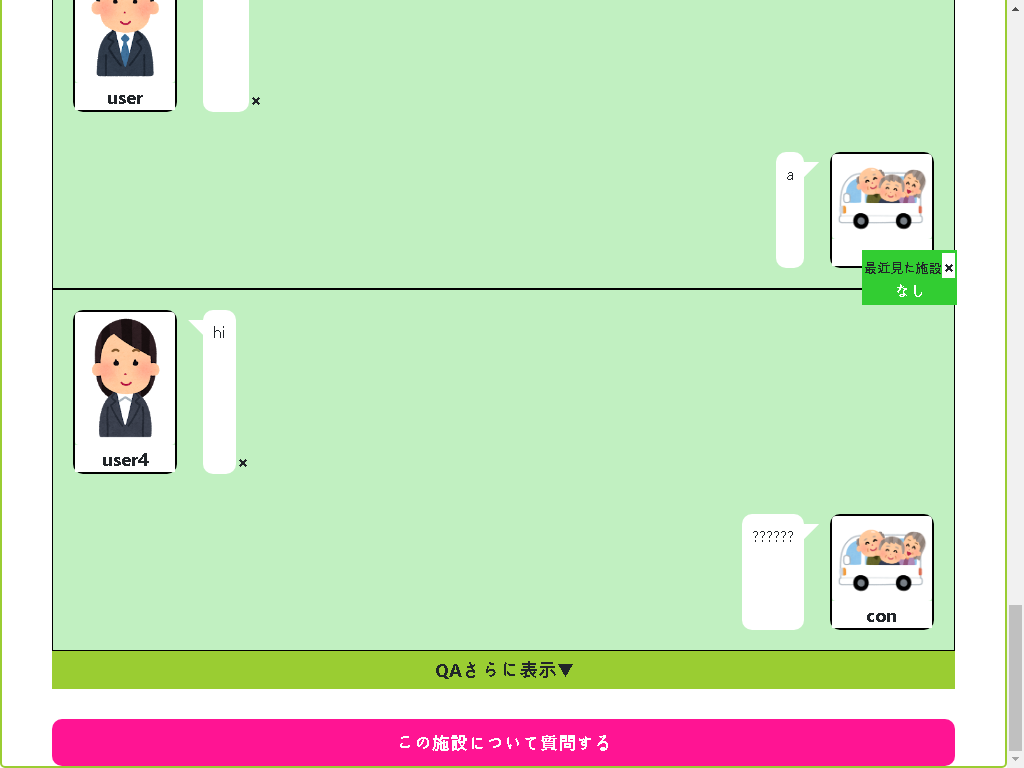 user
×
a
最近見た施設×
なし
hi
user4
×
??????
con
QAさらに表示▼
この施設について質問する